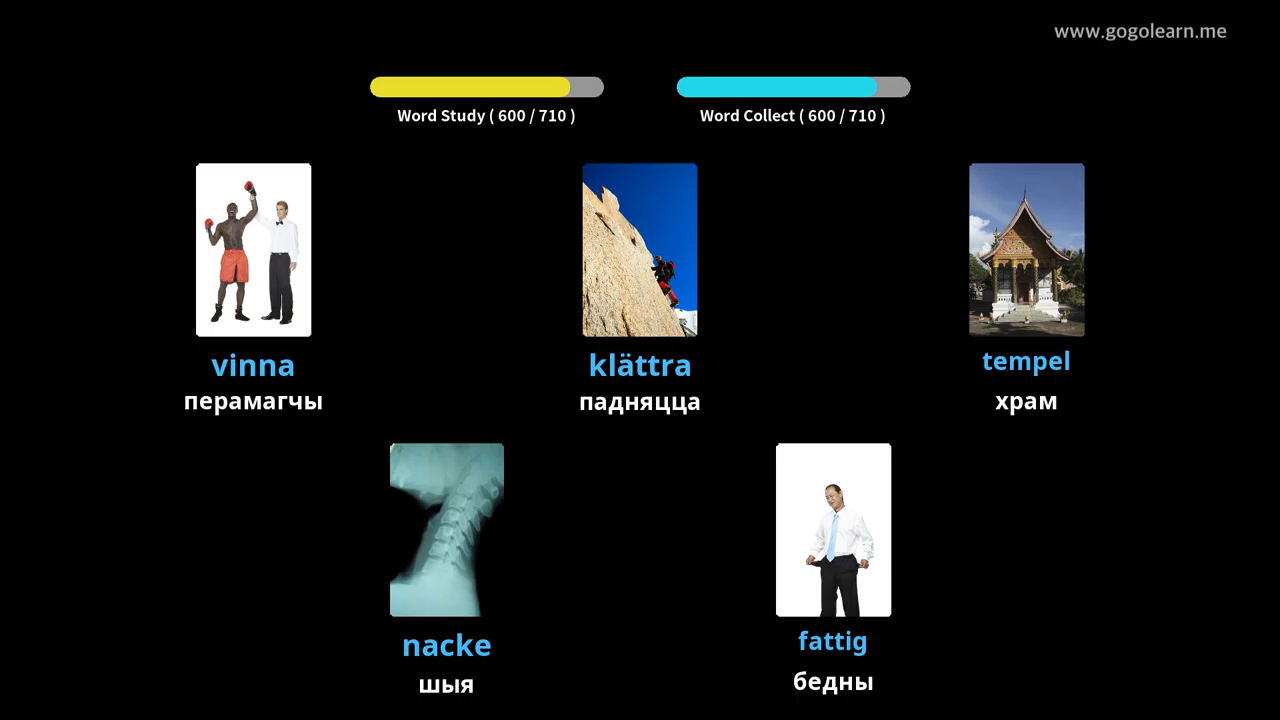 www.gogolearn.me
Word Study ( 600 / 710 )
Word Collect ( 600 / 710 )
vinna
перамагчы
klättra
падняцца
tempel
храм
nacke
шыя
fattig
бедны